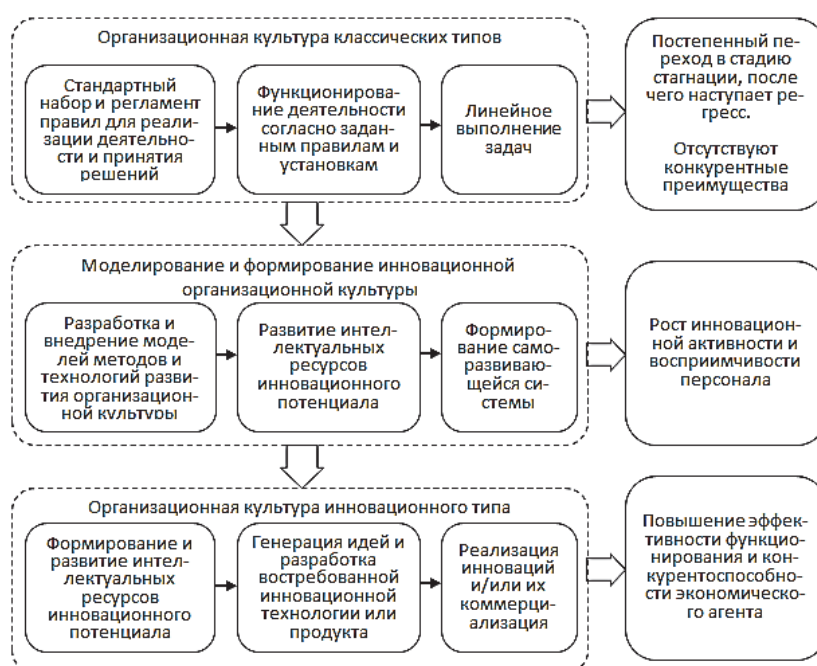 Организационная культура классических типов
Стандартный
набор и регламент
правил для реали-
зации деятельно-
сти и принятия
решений
Функциониро-
вание деятельности
согласно задан-
ным правилам и
установкам
Линейное
выполнение
задач
Постепенный пе-
реход в стадию
стагнации, после
чего наступает ре-
гресс.
Отсутствуют
конкурентные
преимущества
Моделирование и формирование инновационной
организационной культуры
Разработка и
внедрение моде-
лей методов и
технологий разви-
тия организацион-
ной культуры
Развитие интел-
лектуальных
ресурсов
инновационного
потенциала
Формиро-
вание само-
развиваю-
щейся систе-
мы
Рост инновацион-
ной активности и
восприимчивости
персонала
Организационная культура инновационного типа
Формирование и
развитие интел-
лектуальных
ресурсов
инновационного
потенциала
Генерация идей и
разработка
востребованной
инновационной
технологии или
продукта
Реализация
инноваций
и/или их
коммерци-
ализация
Повышение эффек-
тивности функцио-
нирования и кон-
курентоспособно-
сти экономическо-
го агента